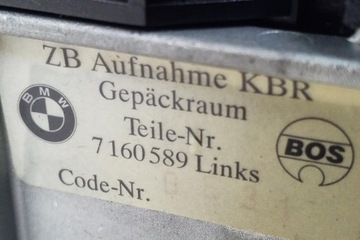 ZB Aufnahme KBR
Gepäckraum
BMW
Teile-Nr.
BOS
7160589 Links
Code-Nr.